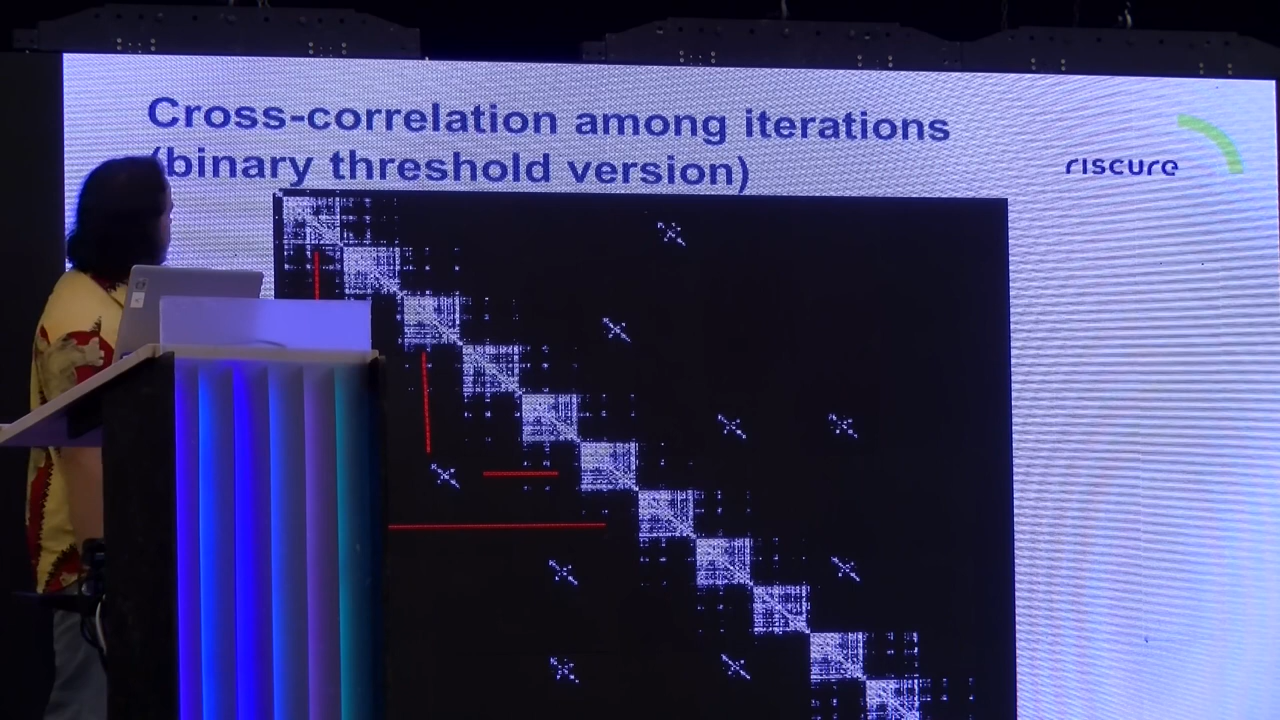 Cross-correlation among iterations
(binary threshold version)
riscure